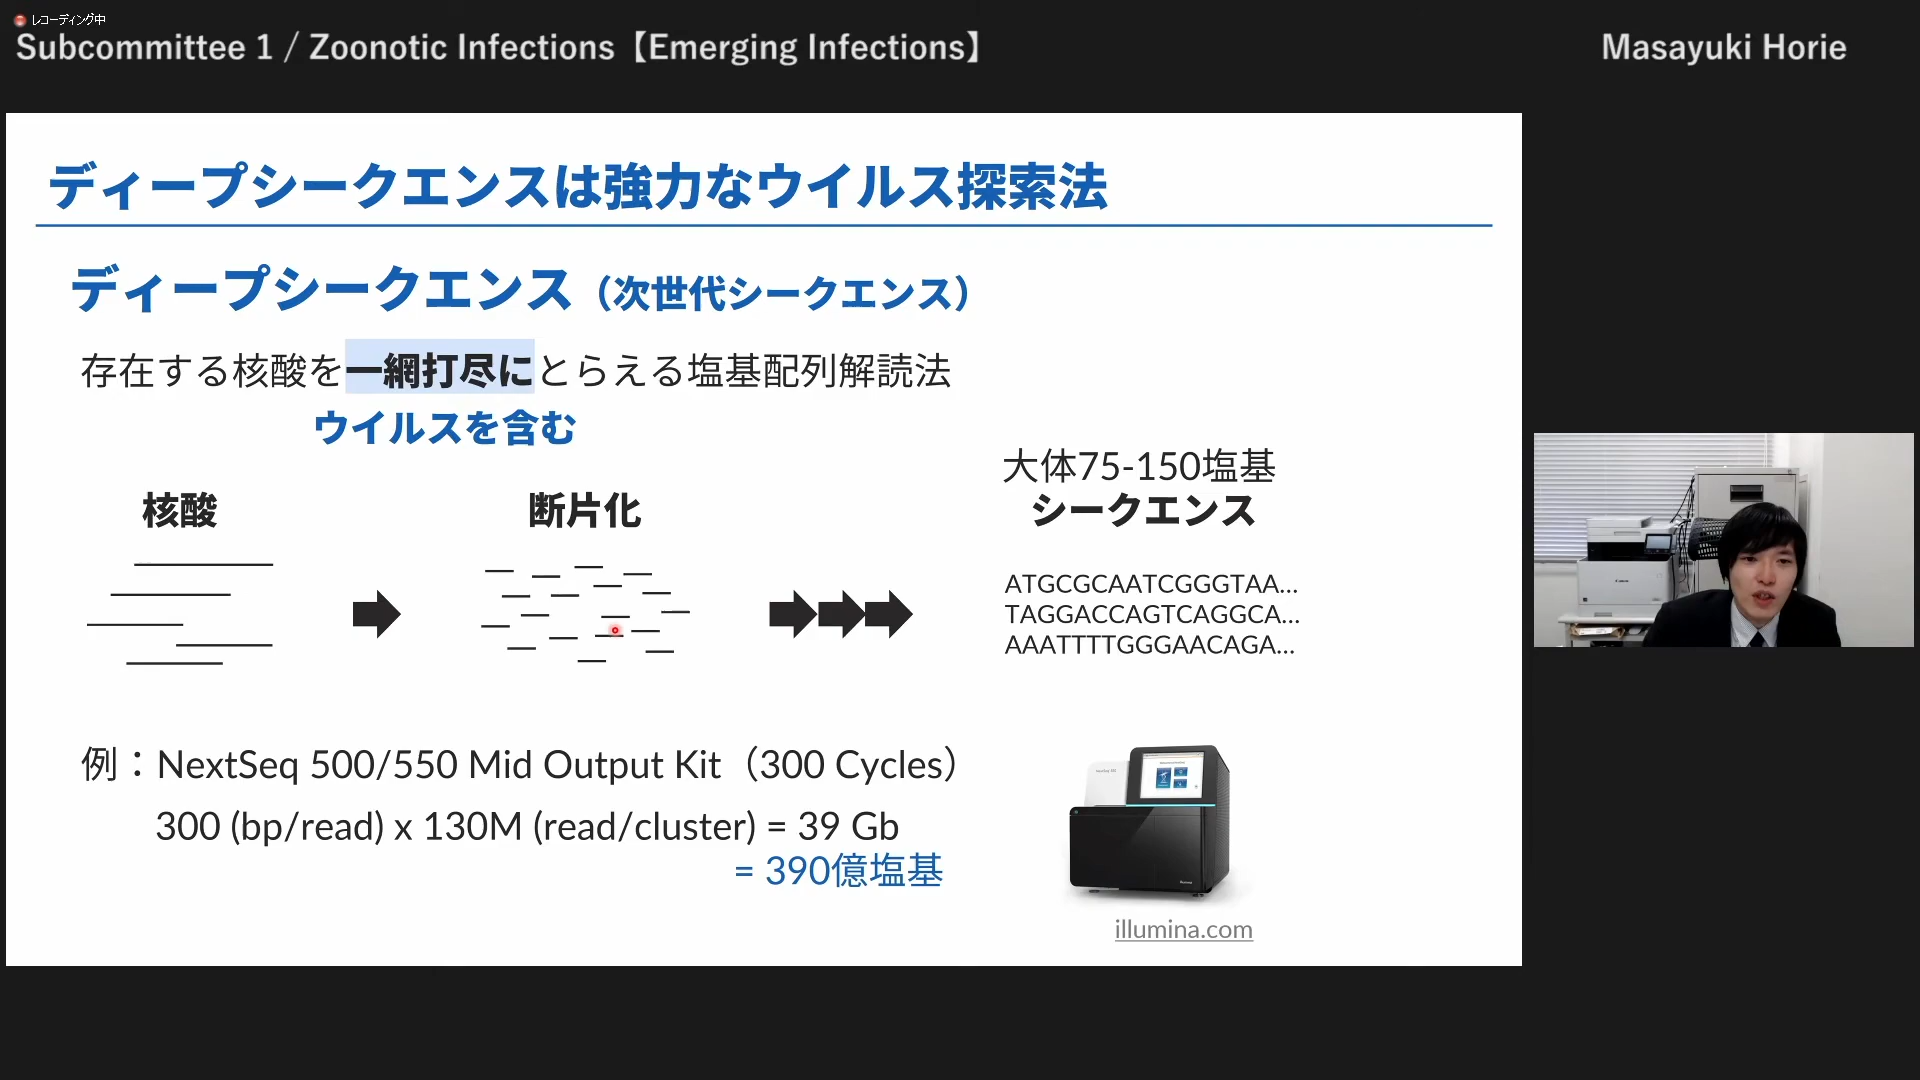 レコーディング中
Subcommittee 1 / Zoonotic Infections【Emerging Infections】
Masayuki Horie
ディープシークエンスは強力なウイルス探索法
ディープシークエンス（次世代シークエンス）
存在する核酸を一網打尽にとらえる塩基配列解読法
ウイルスを含む
大体75-150塩基
核酸
断片化
シークエンス
ATGCGCAATCGGGTAA...
TAGGACCAGTCAGGCA...
AAATTTTGGGAACAGA...
例：NextSeq 500/550 Mid Output Kit（300 Cycles）
300 (bp/read) x 130M (read/cluster) = 39 Gb
= 390億塩基
illumina.com